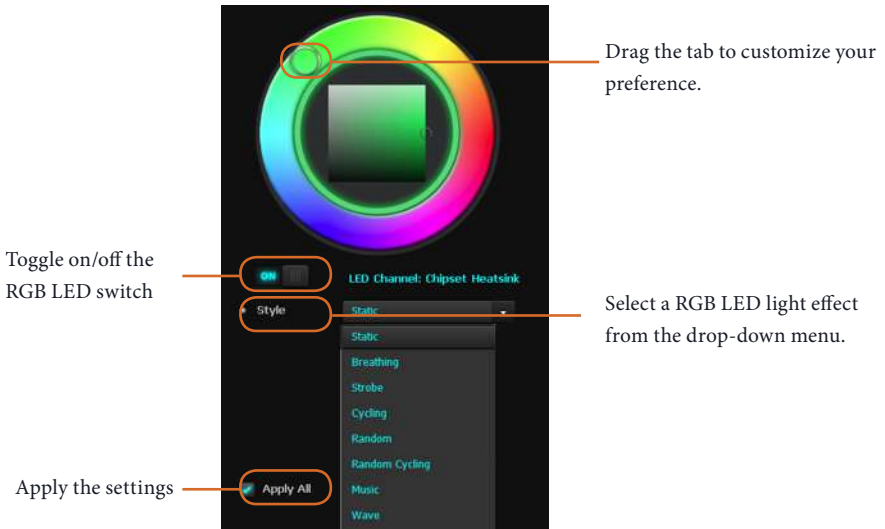 Drag the tab to customize your
preference.
Toggle on/off the
RGB LED switch
ON
LED Channel: Chipset Heatsink
Style
Static
Select a RGB LED light effect
from the drop-down menu.
Static
Breathing
Strobe
Cycling
Random
Random Cycling
Apply the settings
Apply All
Music
Wave